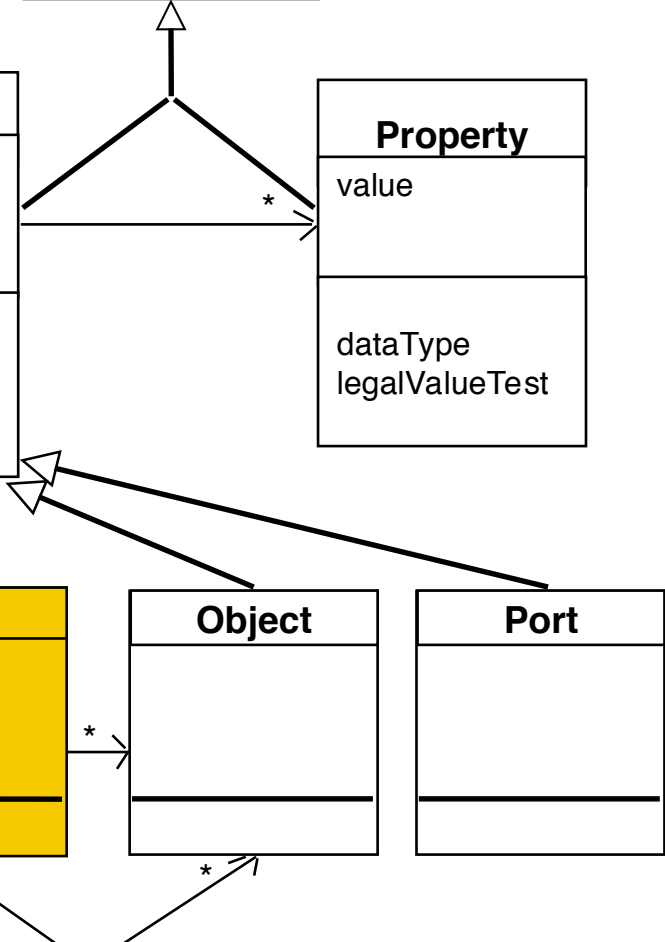 Property
*
value
dataType
legalValueTest
Object
Port
*
*